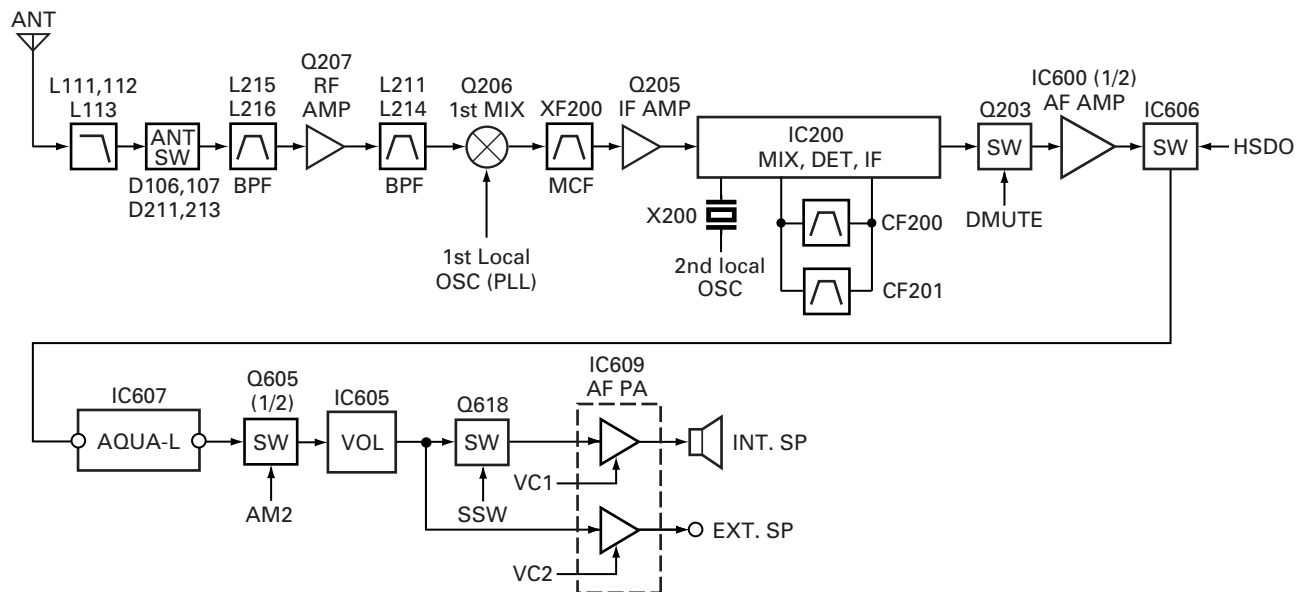 ANT
L111,112
L113
ANT
SW
D106,107
D211,213
L215
L216
BPF
Q207
RF
AMP
L211
L214
BPF
Q206
1st MIX
1st Local
OSC (PLL)
XF200
MCF
Q205
IF AMP
IC200
MIX, DET, IF
X200
2nd local
OSC
CF200
CF201
Q203
SW
DMUTE
IC600 (1/2)
AF AMP
IC606
SW
HSDO
IC607
AQUA-L
Q605
(1/2)
SW
AM2
IC605
VOL
Q618
SW
SSW
IC609
AF PA
VC1
INT. SP
VC2
EXT. SP